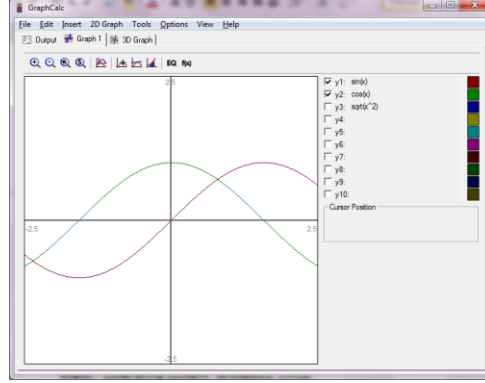 GraphCalc
File Edit Insert 2D Graph Tools Options View Help
Output Graph 1 3D Graph
EQ f(x)
2.5
-2.5
2.5
-2.5
y1: sin(x)
y2: cos(x)
y3: sqrt(x^2)
y4:
y5:
y6:
y7:
y8:
y9:
y10:
Cursor Position